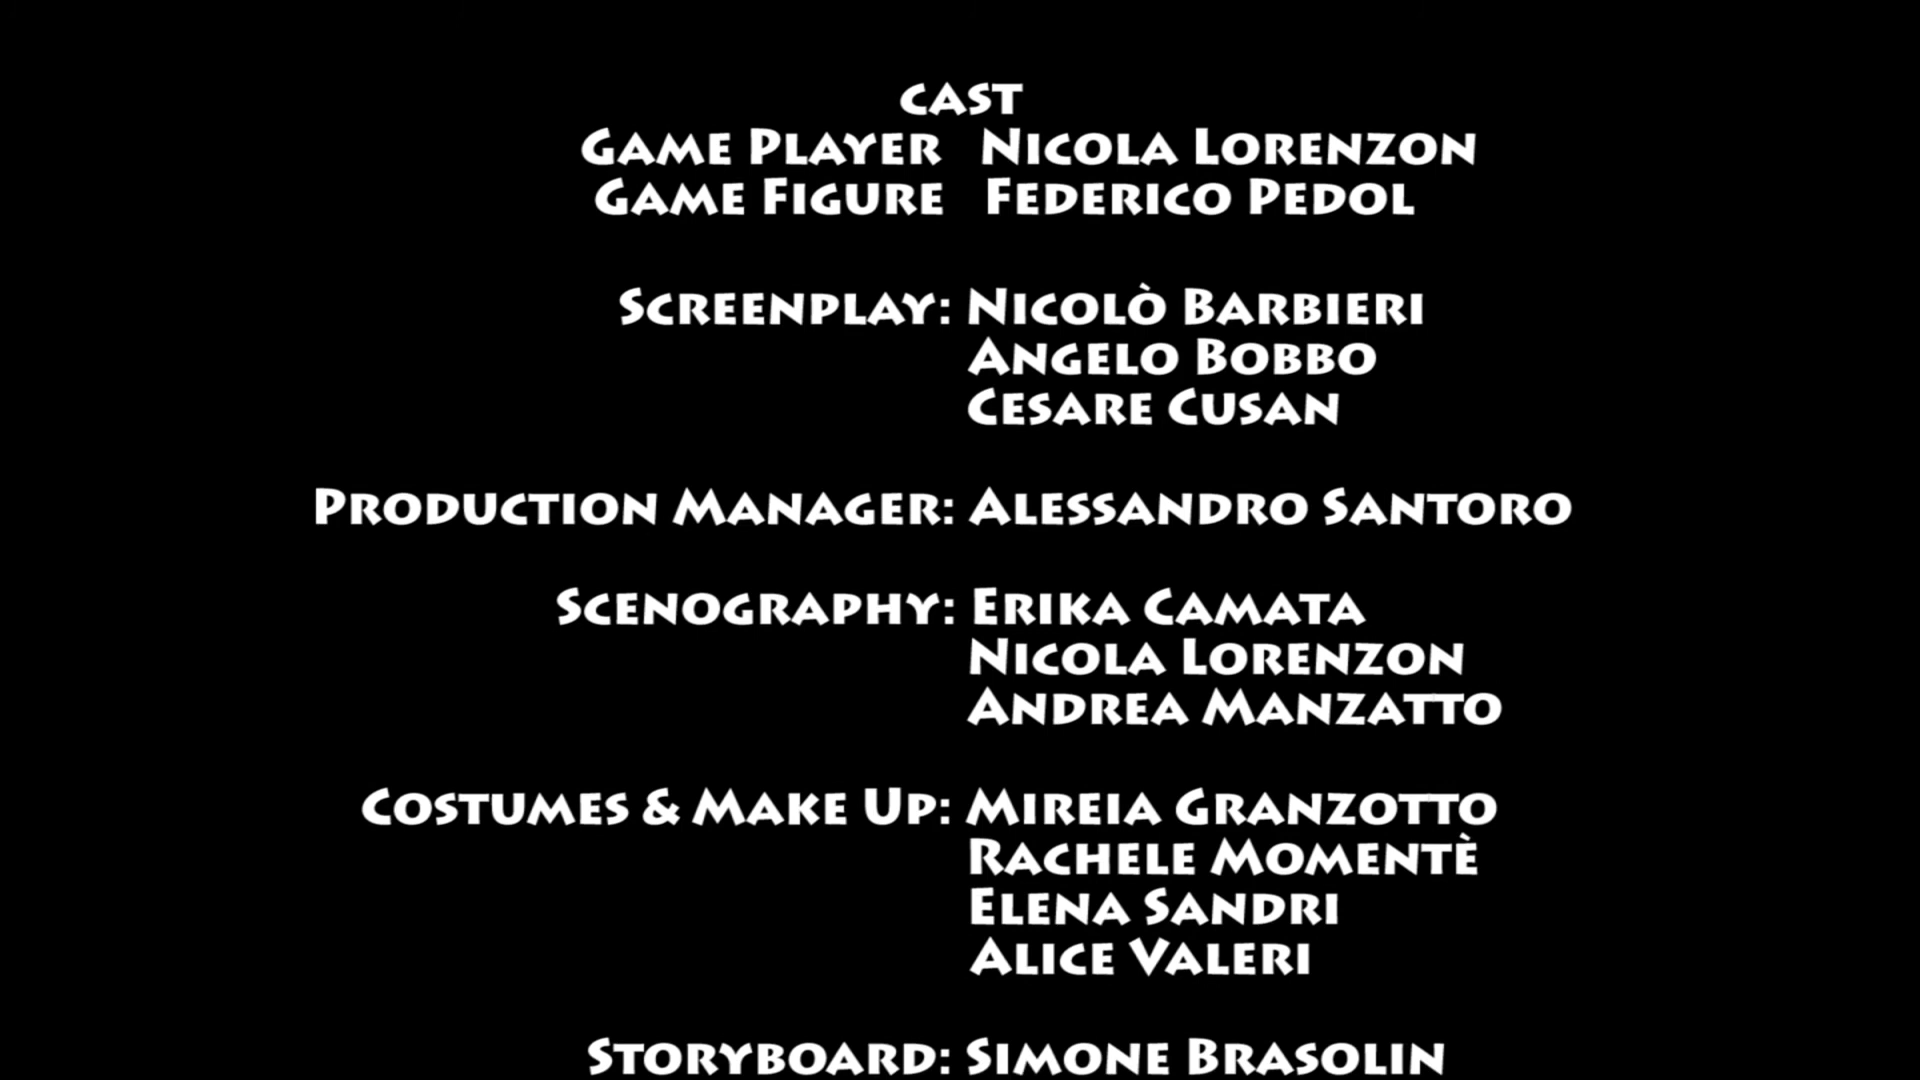 CAST
GAME PLAYER NICOLA LORENZON
GAME FIGURE FEDERICO PEDOL
SCREENPLAY: NICOLÒ BARBIERI
ANGELO BOBBO
CESARE CUSAN
PRODUCTION MANAGER: ALESSANDRO SANTORO
SCENOGRAPHY: ERIKA CAMATA
NICOLA LORENZON
ANDREA MANZATTO
COSTUMES & MAKE UP: MIREIA GRANZOTTO
RACHELE MOMENTÈ
ELENA SANDRI
ALICE VALERI
STORYBOARD: SIMONE BRASOLIN